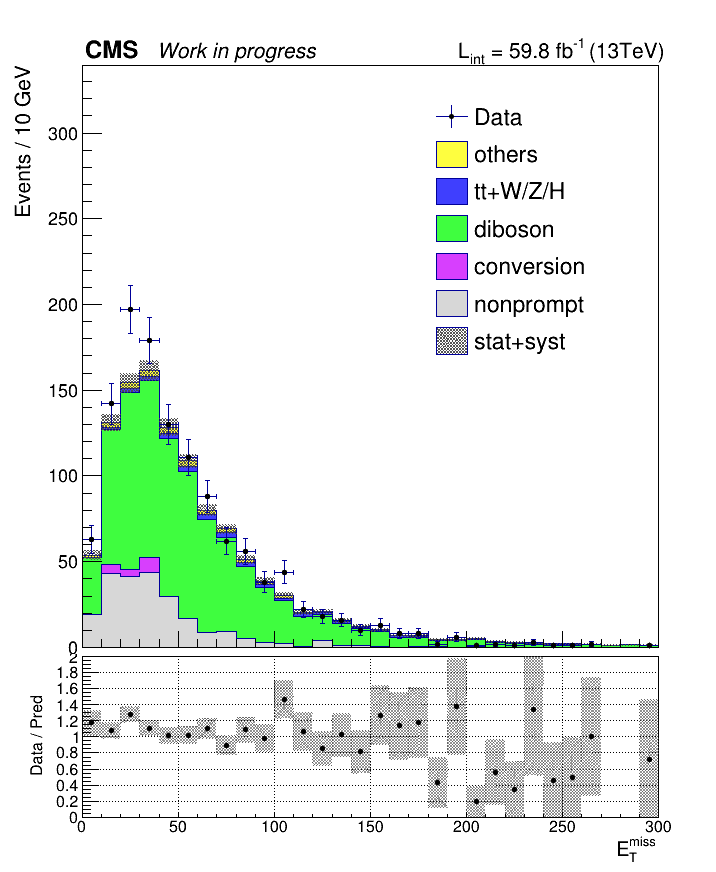 CMS Work in progress L_int = 59.8 fb⁻¹ (13TeV)
Events / 10 GeV
300
250
200
150
100
50
0
Data
others
tt+W/Z/H
diboson
conversion
nonprompt
stat+syst
Data / Pred
2
1.8
1.6
1.4
1.2
1
0.8
0.6
0.4
0.2
0
0 50 100 150 200 250 300
E_T^miss